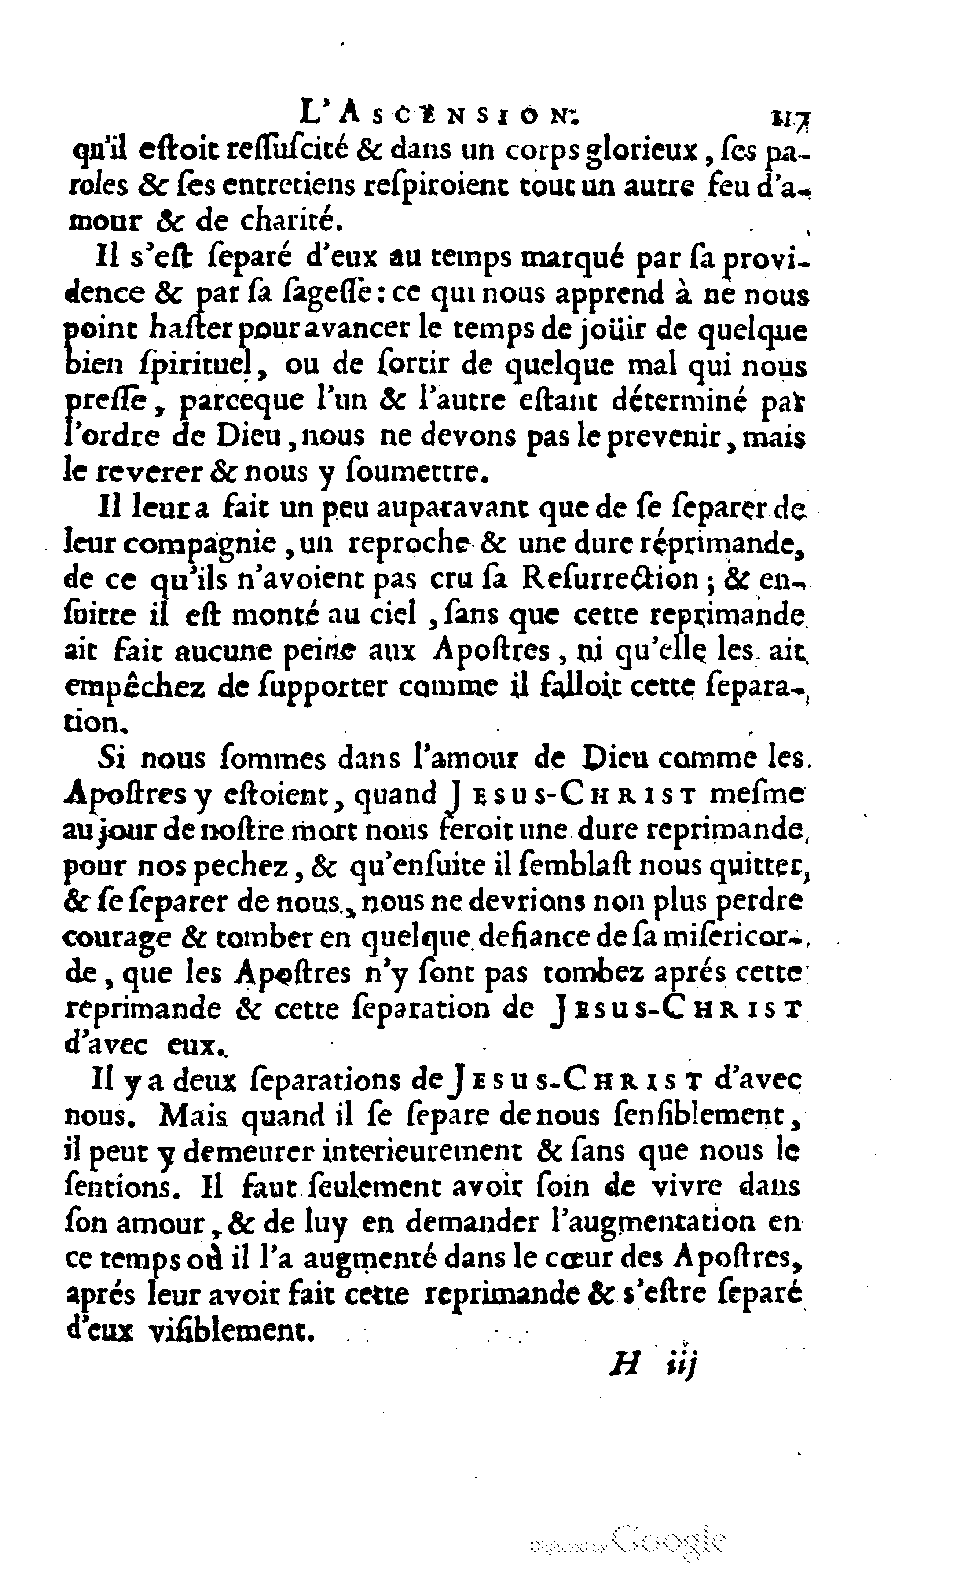 L'ASCENSION. 117
qu'il eſtoit reſſuſcité & dans un corps glorieux, ſes pa-
roles & ſes entretiens reſpiroient tout un autre feu d'a-
mour & de charité.
Il s'eſt ſeparé d'eux au temps marqué par ſa provi-
dence & par ſa ſageſſe : ce qui nous apprend à ne nous
point haſter pour avancer le temps de joüir de quelque
bien ſpirituel, ou de ſortir de quelque mal qui nous
preſſe, parceque l'un & l'autre eſtant déterminé par
l'ordre de Dieu, nous ne devons pas le prevenir, mais
le reverer & nous y ſoumettre.
Il leur a fait un peu auparavant que de ſe ſeparer de
leur compagnie, un reproche & une dure réprimande,
de ce qu'ils n'avoient pas cru ſa Reſurrection ; & en-
ſuitte il eſt monté au ciel, ſans que cette reprimande
ait fait aucune peine aux Apoſtres, ni qu'elle les ait
empêchez de ſupporter comme il falloit cette ſepara-
tion.
Si nous ſommes dans l'amour de Dieu comme les
Apoſtres y eſtoient, quand JESUS-CHRIST meſme
au jour de noſtre mort nous feroit une dure reprimande,
pour nos pechez, & qu'enſuite il ſemblaſt nous quitter,
& ſe ſeparer de nous, nous ne devrions non plus perdre
courage & tomber en quelque defiance de ſa miſericor-
de, que les Apoſtres n'y ſont pas tombez aprés cette
reprimande & cette ſeparation de JESUS-CHRIST
d'avec eux.
Il y a deux ſeparations de JESUS-CHRIST d'avec
nous. Mais quand il ſe ſepare de nous ſenſiblement,
il peut y demeurer interieurement & ſans que nous le
ſentions. Il faut ſeulement avoir ſoin de vivre dans
ſon amour, & de luy en demander l'augmentation en
ce temps où il l'a augmenté dans le cœur des Apoſtres,
aprés leur avoir fait cette reprimande & s'eſtre ſeparé
d'eux viſiblement.
H iij
Digitized by Google